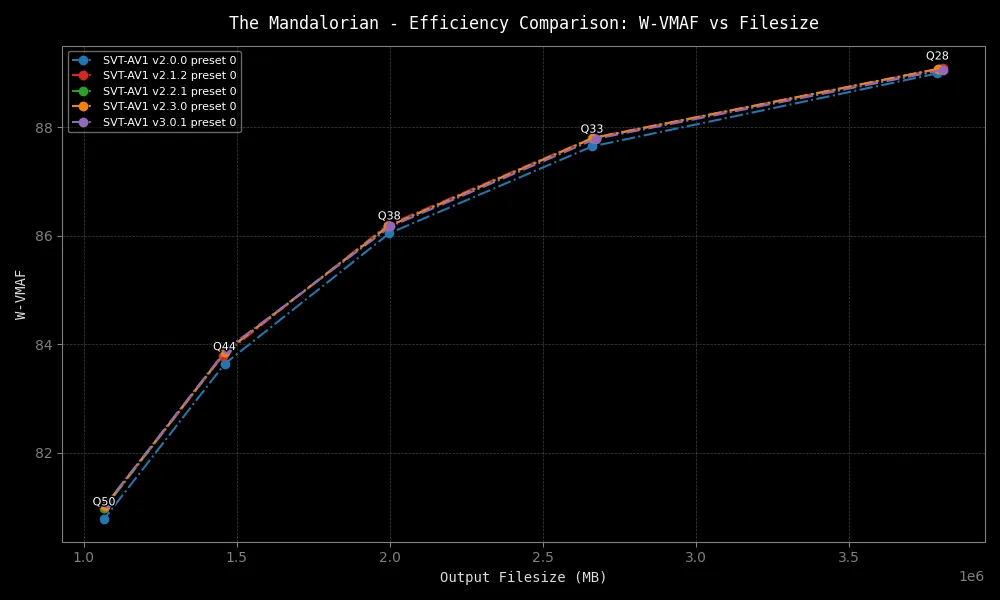 The Mandalorian - Efficiency Comparison: W-VMAF vs Filesize
SVT-AV1 v2.0.0 preset 0
SVT-AV1 v2.1.2 preset 0
SVT-AV1 v2.2.1 preset 0
SVT-AV1 v2.3.0 preset 0
SVT-AV1 v3.0.1 preset 0
Q28
Q33
Q38
Q44
Q50
88
86
84
82
W-VMAF
1.0 1.5 2.0 2.5 3.0 3.5
1e6
Output Filesize (MB)